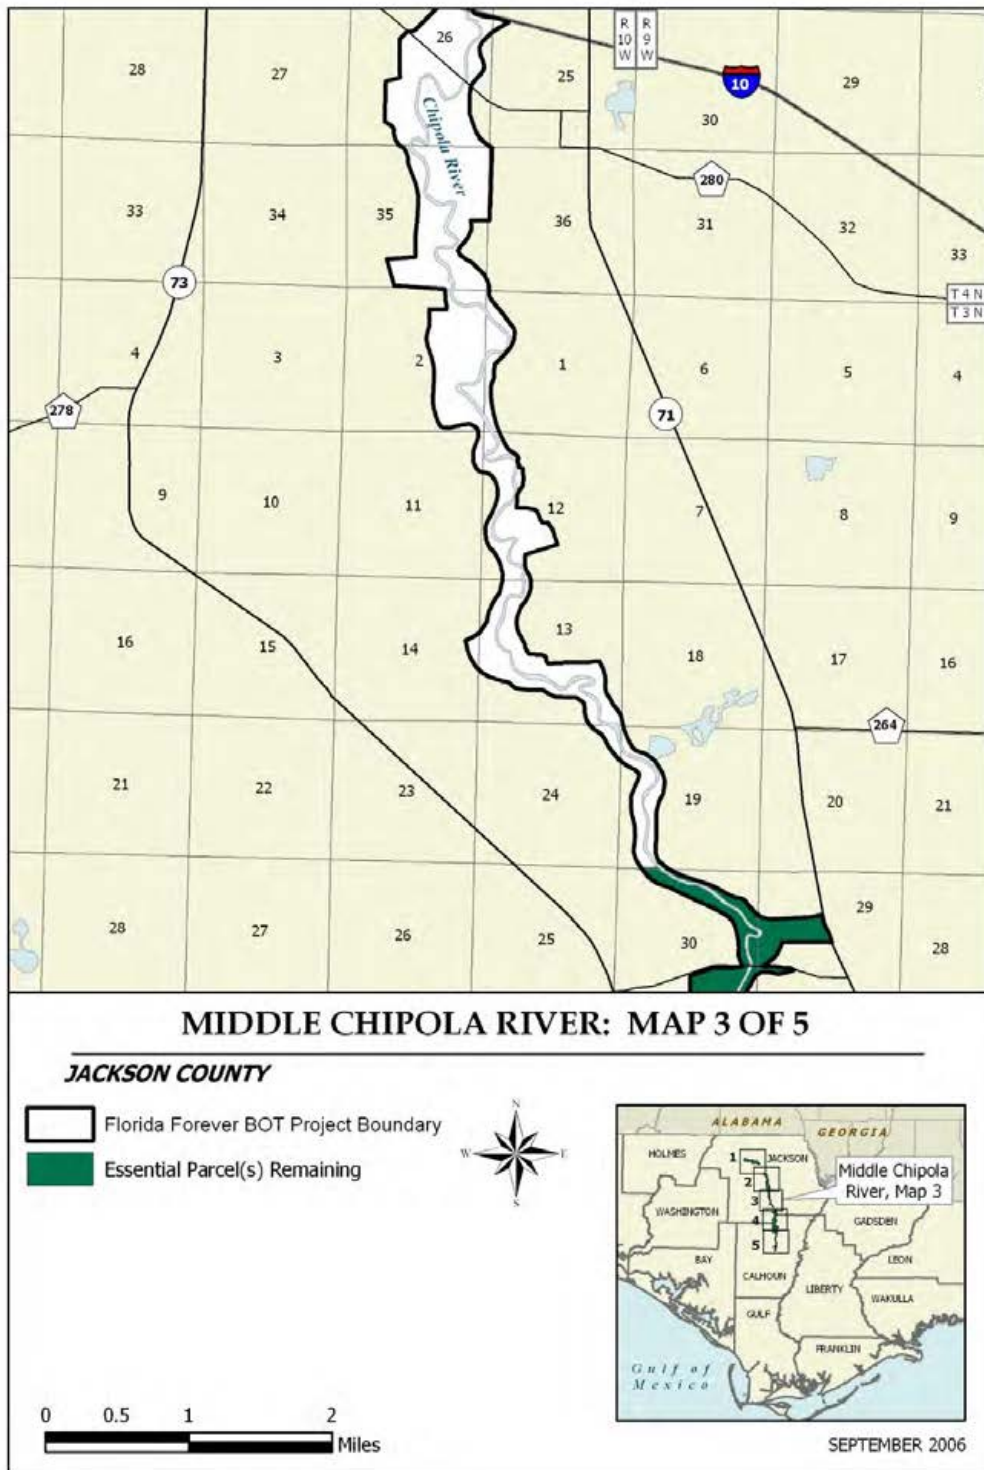 26
R R
10 9
W W
28
27
25
10
29
30
Chipola River
280
33
34
35
36
31
32
33
73
T 4 N
T 3 N
4
3
2
1
6
5
4
278
71
9
10
11
12
7
8
9
16
15
14
13
18
17
16
264
21
22
23
24
19
20
21
28
27
26
25
30
29
28
MIDDLE CHIPOLA RIVER: MAP 3 OF 5
JACKSON COUNTY
Florida Forever BOT Project Boundary
Essential Parcel(s) Remaining
N
W E
S
ALABAMA
GEORGIA
HOLMES
1
JACKSON
2
Middle Chipola
River, Map 3
3
WASHINGTON
4
GADSDEN
5
BAY
LEON
CALHOUN
LIBERTY
WAKULLA
GULF
FRANKLIN
Gulf of
Mexico
0 0.5 1 2
Miles
SEPTEMBER 2006